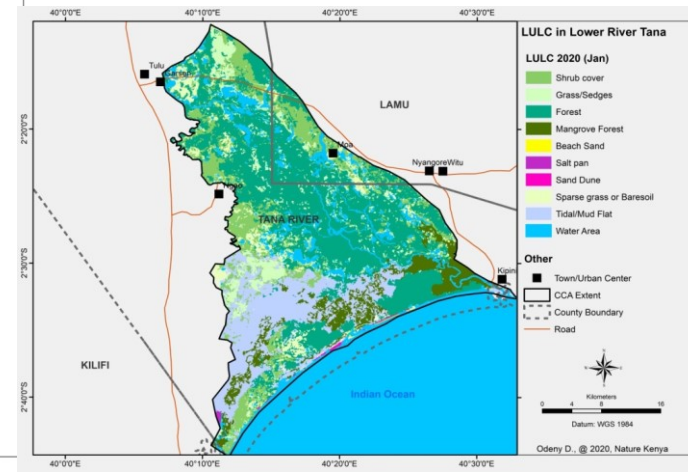 40°0'0"E 40°10'0"E 40°20'0"E 40°30'0"E
LULC in Lower River Tana
LULC 2020 (Jan)
Shrub cover
Grass/Sedges
Forest
Mangrove Forest
Beach Sand
Salt pan
Sand Dune
Sparse grass or Baresoil
Tidal/Mud Flat
Water Area
Other
Town/Urban Center
CCA Extent
County Boundary
Road
Kilometers
0 4 8 16
Datum: WGS 1984
Odeny D., @ 2020, Nature Kenya
Tulu
LAMU
2°20'0"S
Moa
NyangoreWitu
TANA RIVER
2°30'0"S
Kipini
KILIFI
2°40'0"S
Indian Ocean
40°0'0"E 40°10'0"E 40°20'0"E 40°30'0"E